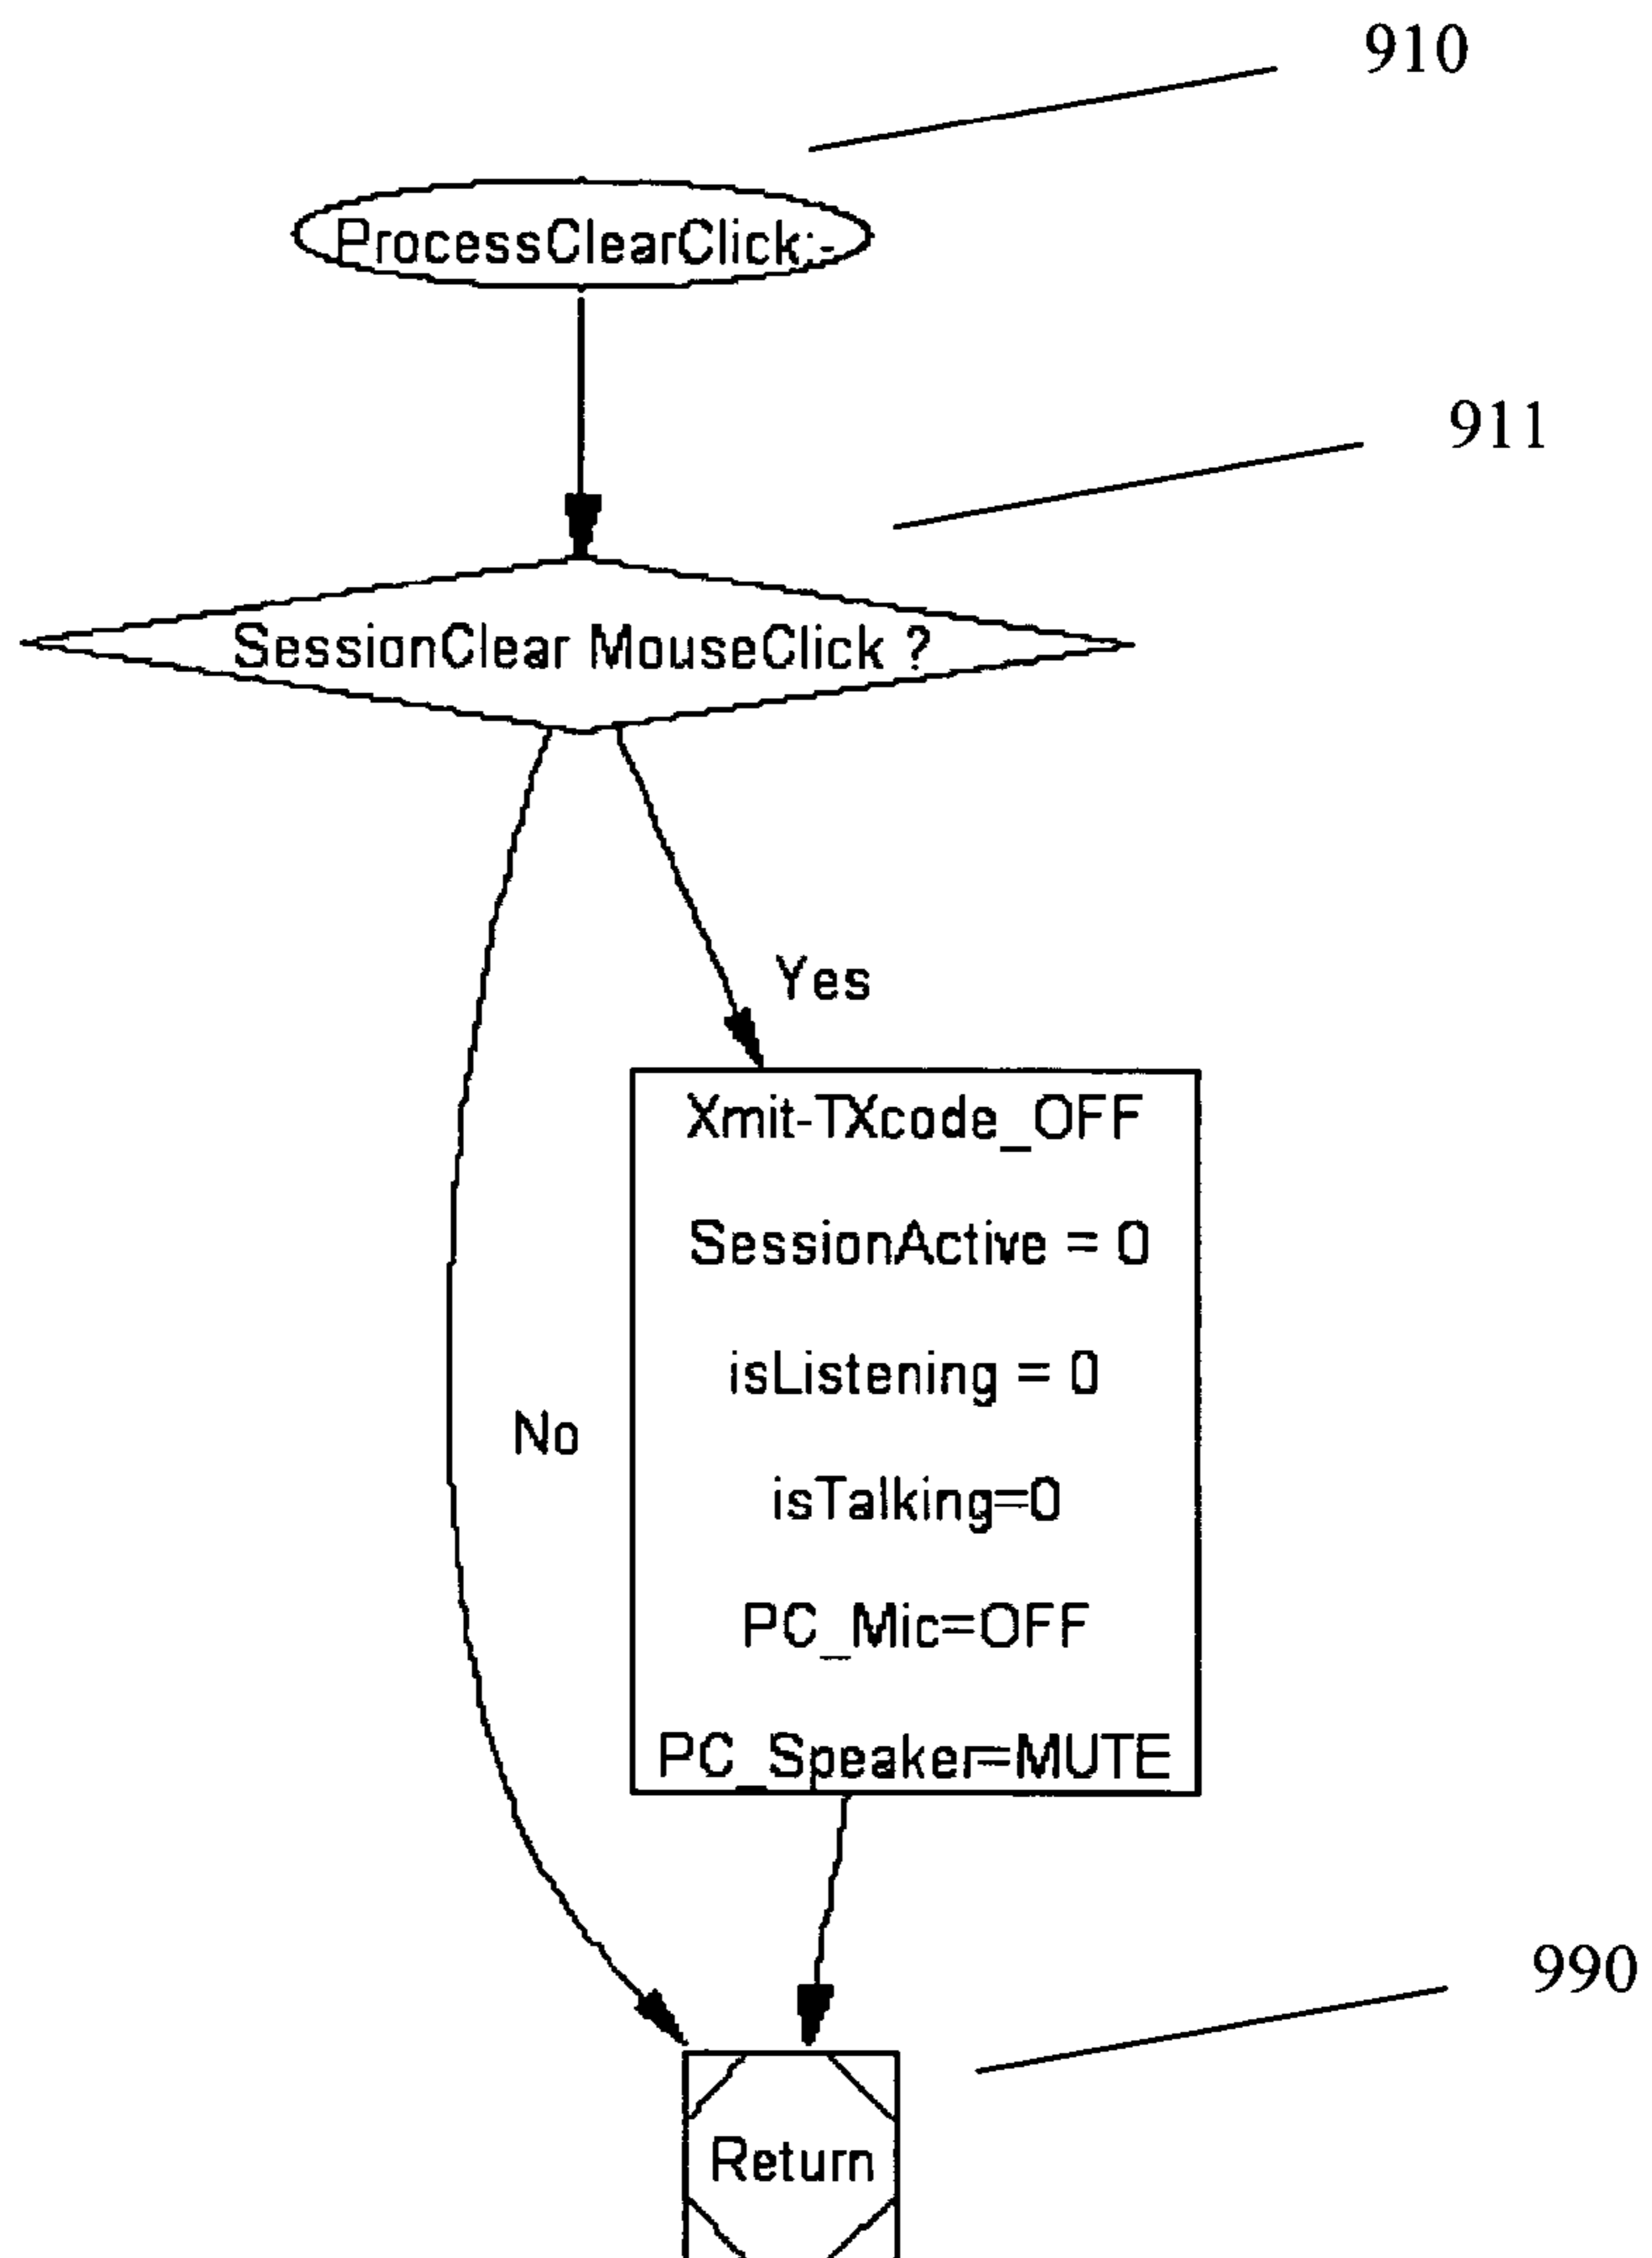 910
ProcessClearClick:-
911
SessionClear MouseClick ?
Yes
Xmit-TXcode_OFF
SessionActive = 0
isListening = 0
No
isTalking=0
PC_Mic=OFF
PC_Speaker=MUTE
990
Return